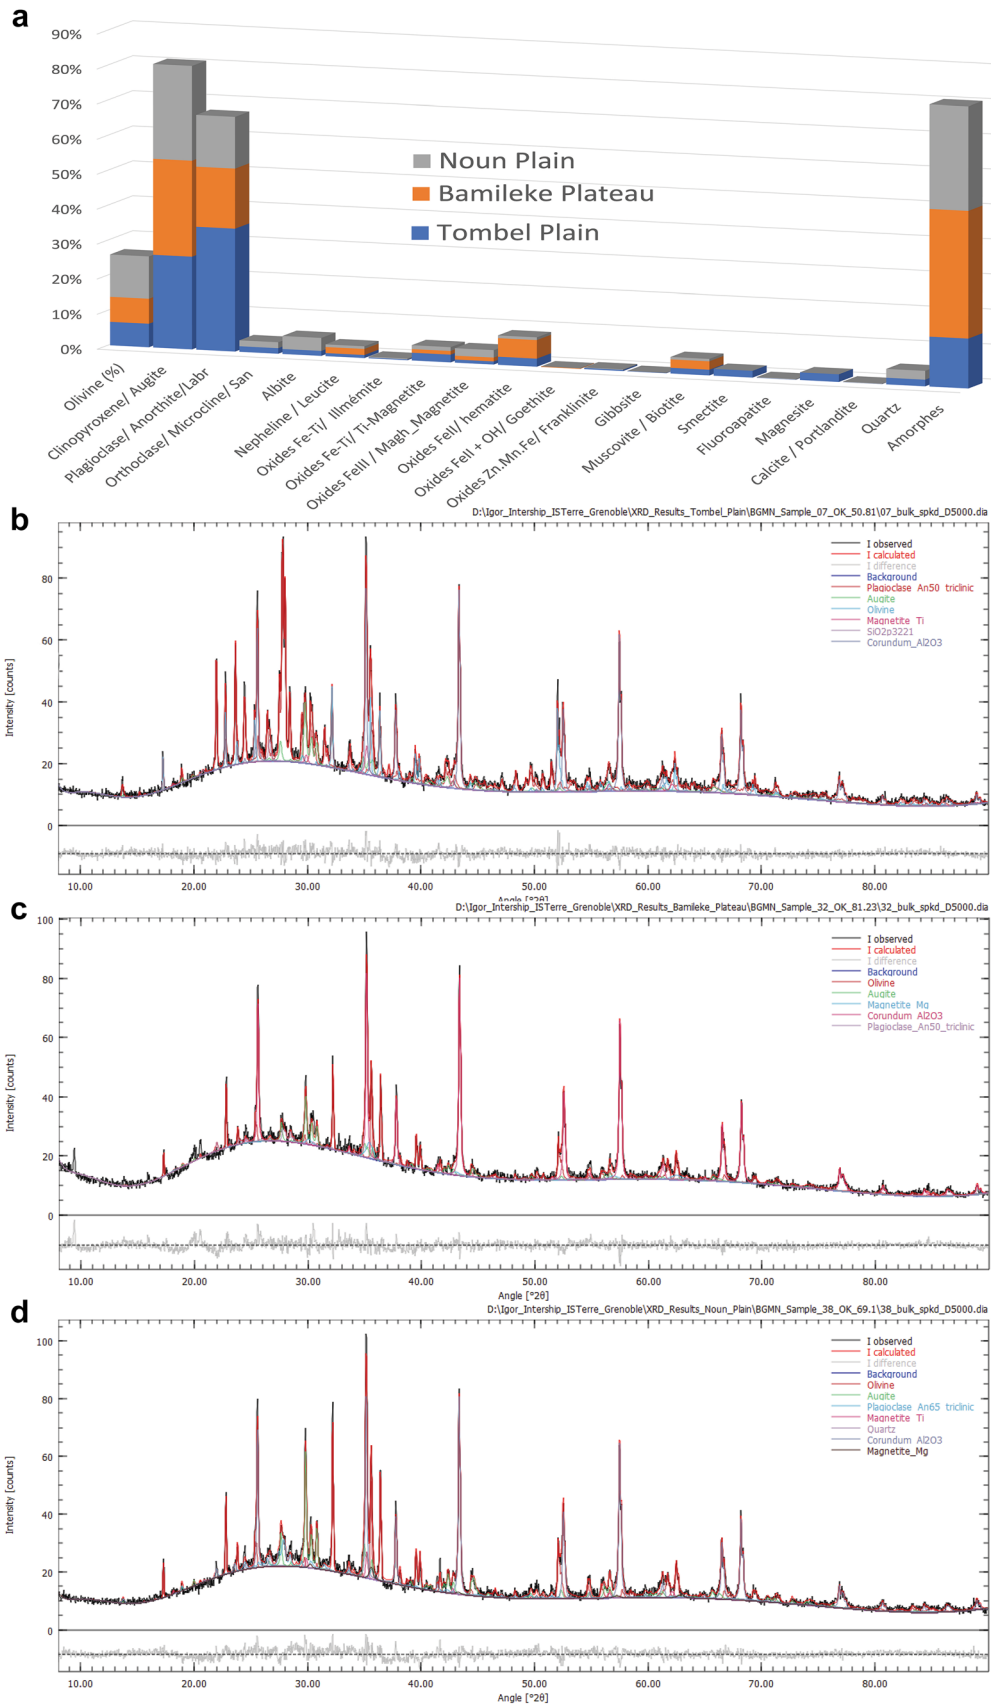 a
90%
80%
70%
60%
50%
40%
30%
20%
10%
0%
Noun Plain
Bamileke Plateau
Tombel Plain
Olivine (%)
Clinopyroxene/ Augite
Plagioclase/ Anorthite/Labr
Orthoclase/ Microcline/ San
Albite
Nepheline / Leucite
Oxides Fe-Ti/ Illménite
Oxides Fe-Ti/ Ti-Magnetite
Oxides FeIII / Magh_Magnetite
Oxides FeII/ hematite
Oxides FeII + OH/ Goethite
Oxides Zn.Mn.Fe/ Franklinite
Gibbsite
Muscovite / Biotite
Smectite
Fluoroapatite
Magnesite
Calcite / Portlandite
Quartz
Amorphes
b
D:\Igor_Intership_ISTerre_Grenoble\XRD_Results_Tombel_Plain\BGMN_Sample_07_OK_50.81\07_bulk_spkd_D5000.dia
I observed
I calculated
I difference
Background
Plagioclase_An50_triclinic
Augite
Olivine
Magnetite_Ti
SiO2p3221
Corundum_Al2O3
Intensity [counts]
80
60
40
20
0
10.00 20.00 30.00 40.00 50.00 60.00 70.00 80.00
Angle [°2θ]
c
D:\Igor_Intership_ISTerre_Grenoble\XRD_Results_Bamileke_Plateau\BGMN_Sample_32_OK_81.23\32_bulk_spkd_D5000.dia
I observed
I calculated
I difference
Background
Olivine
Augite
Magnetite_Mg
Corundum_Al2O3
Plagioclase_An50_triclinic
Intensity [counts]
100
80
60
40
20
0
10.00 20.00 30.00 40.00 50.00 60.00 70.00 80.00
Angle [°2θ]
d
D:\Igor_Intership_ISTerre_Grenoble\XRD_Results_Noun_Plain\BGMN_Sample_38_OK_69.1\38_bulk_spkd_D5000.dia
I observed
I calculated
I difference
Background
Olivine
Augite
Plagioclase_An65_triclinic
Magnetite_Ti
Quartz
Corundum_Al2O3
Magnetite_Mg
Intensity [counts]
100
80
60
40
20
0
10.00 20.00 30.00 40.00 50.00 60.00 70.00 80.00
Angle [°2θ]